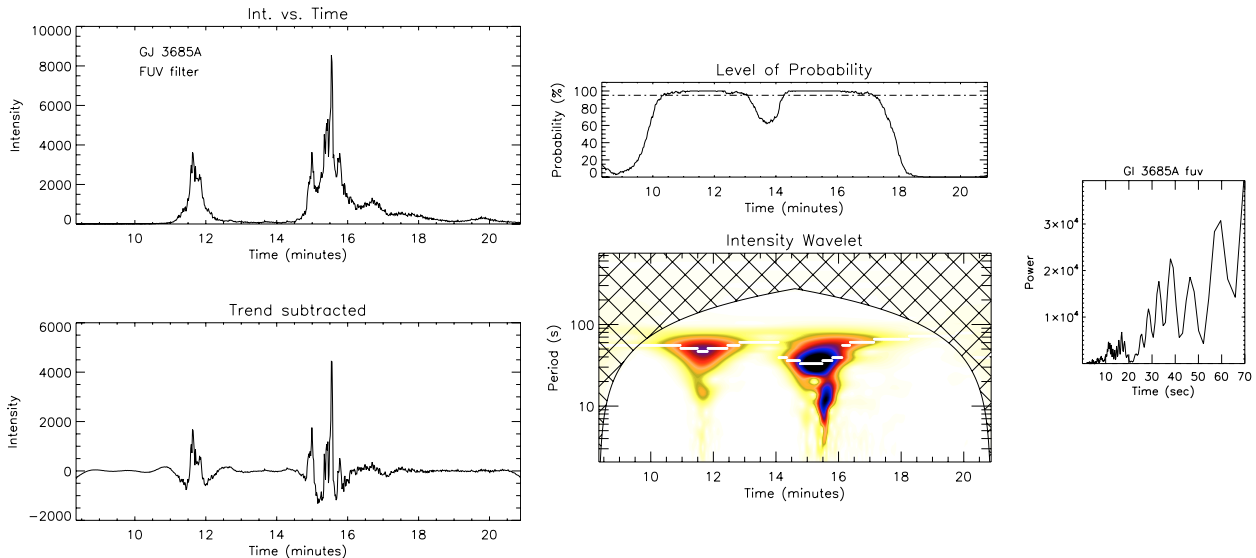 Int. vs. Time
10000
8000
6000
4000
2000
0
Intensity
GJ 3685A
FUV filter
10 12 14 16 18 20
Time (minutes)
Trend subtracted
6000
4000
2000
0
−2000
Intensity
10 12 14 16 18 20
Time (minutes)
Level of Probability
100
80
60
40
20
0
Probability (%)
10 12 14 16 18 20
Time (minutes)
Intensity Wavelet
100
10
Period (s)
10 12 14 16 18 20
Time (minutes)
GI 3685A fuv
3×10⁴
2×10⁴
1×10⁴
Power
10 20 30 40 50 60 70
Time (sec)